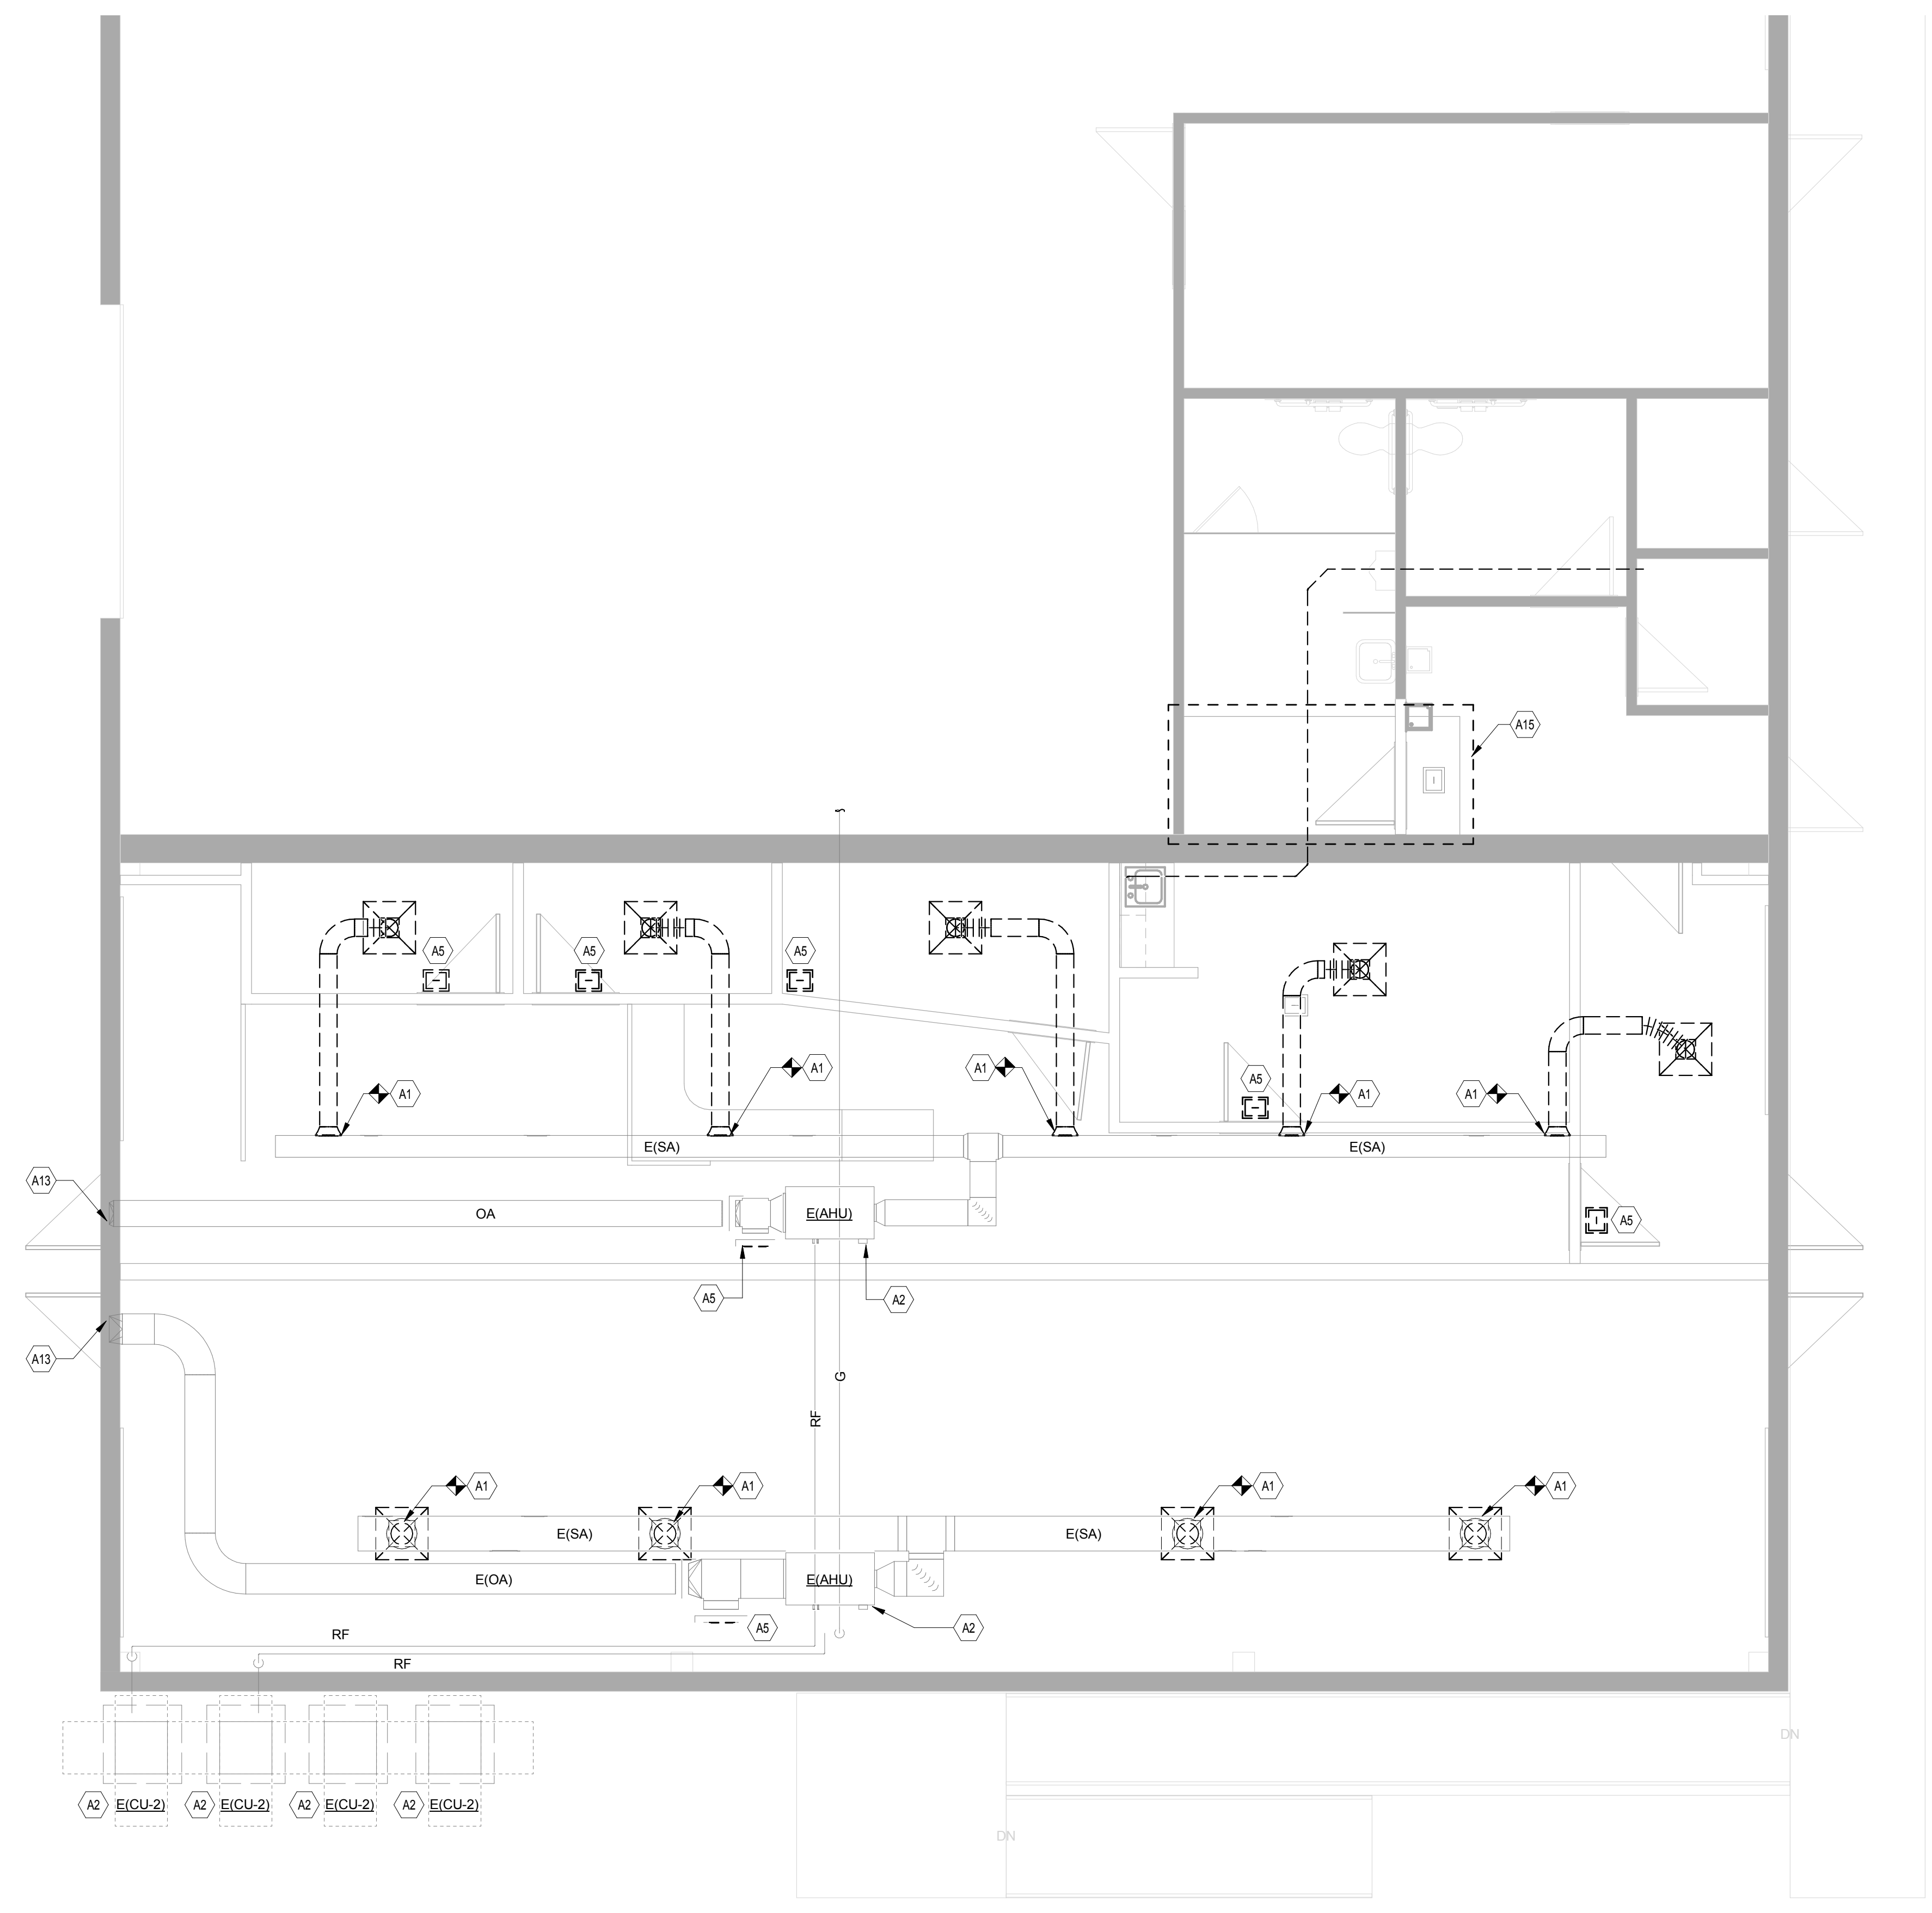 A15
A5
A5
A5
A1
A1
A1
A5
A1
A1
E(SA)
E(SA)
A13
OA
E(AHU)
A5
A5
A2
A13
G
RF
A1
A1
A1
A1
E(SA)
E(SA)
E(OA)
E(AHU)
A5
A2
RF
RF
DN
A2
E(CU-2)
A2
E(CU-2)
A2
E(CU-2)
A2
E(CU-2)
DN